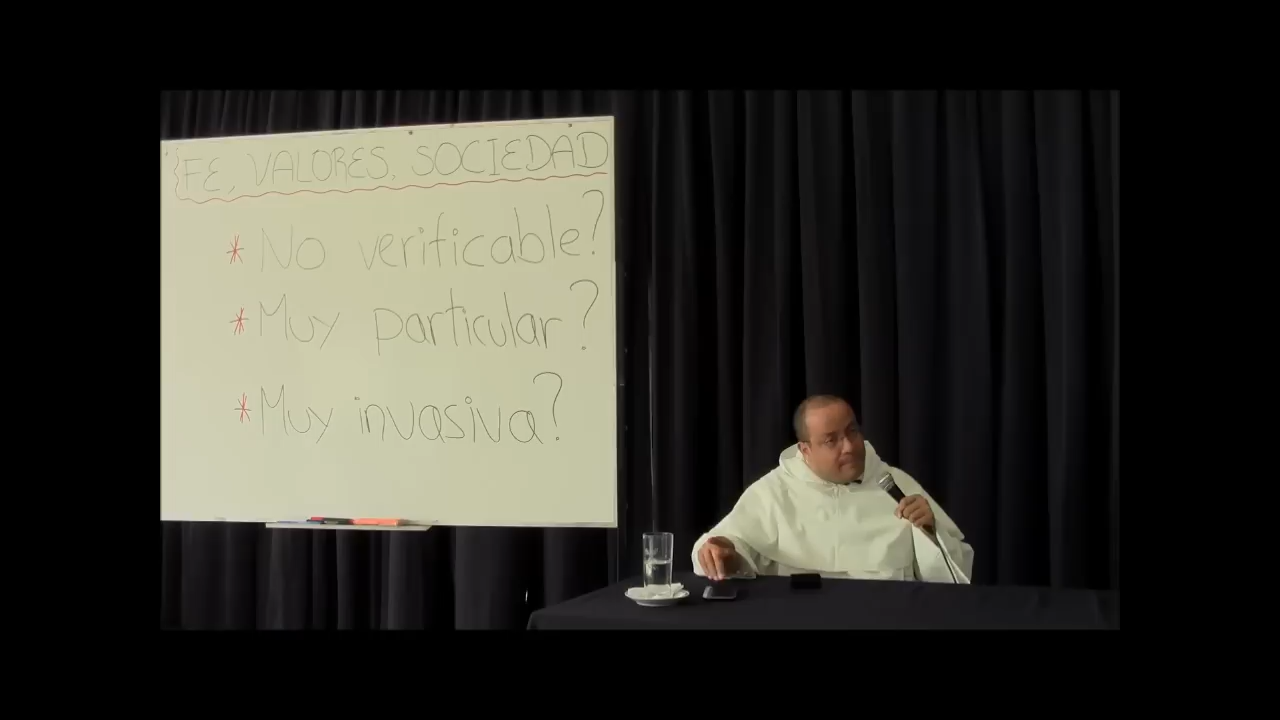 FE, VALORES, SOCIEDAD
* No verificable?
* Muy particular?
* Muy invasiva?